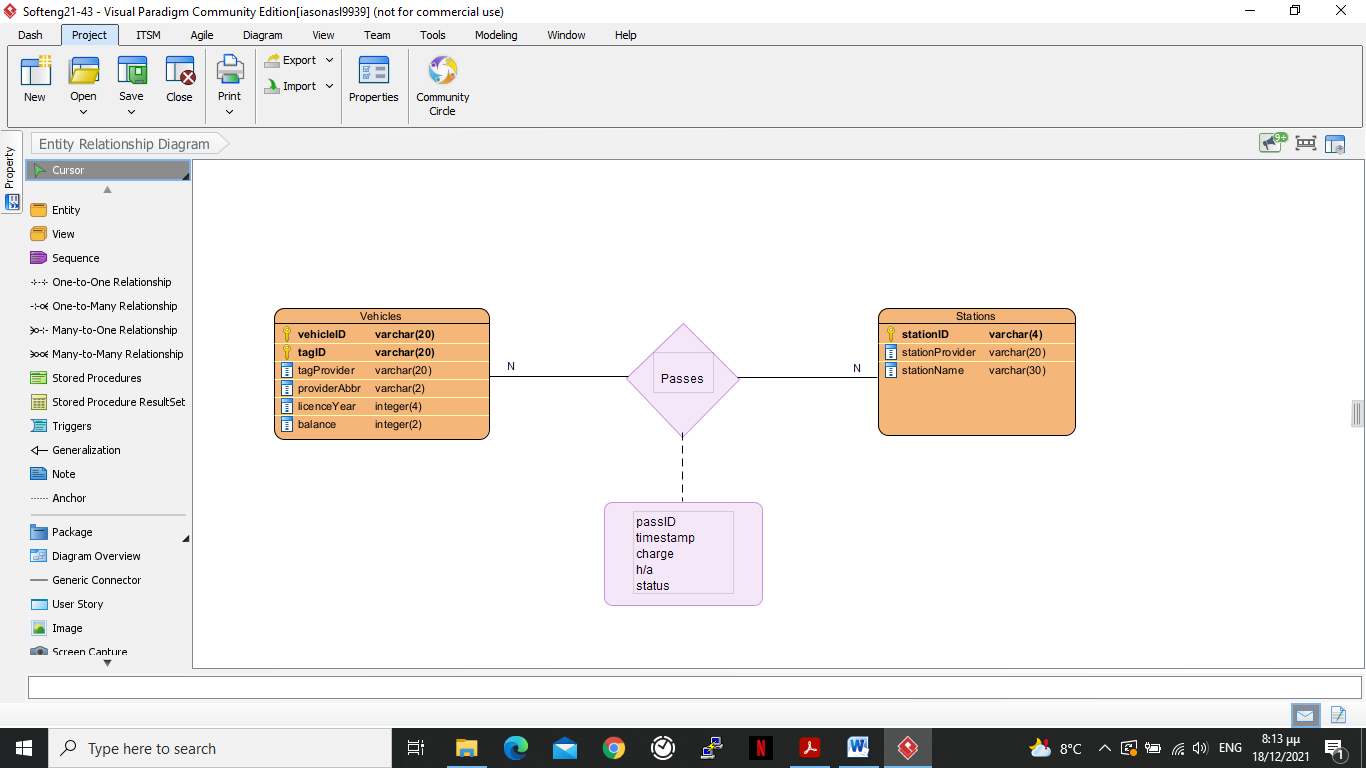 Softeng21-43 - Visual Paradigm Community Edition[iasonasl9939] (not for commercial use)
Dash Project ITSM Agile Diagram View Team Tools Modeling Window Help
New Open Save Close Print Export Import Properties Community Circle
Property
Entity Relationship Diagram
9+
Cursor
Entity
View
Sequence
One-to-One Relationship
One-to-Many Relationship
Many-to-One Relationship
Many-to-Many Relationship
Stored Procedures
Stored Procedure ResultSet
Triggers
Generalization
Note
Anchor
Package
Diagram Overview
Generic Connector
User Story
Image
Screen Capture
Vehicles
vehicleID varchar(20)
tagID varchar(20)
tagProvider varchar(20)
providerAbbr varchar(2)
licenceYear integer(4)
balance integer(2)
N
Passes
N
Stations
stationID varchar(4)
stationProvider varchar(20)
stationName varchar(30)
passID
timestamp
charge
h/a
status
Type here to search
8°C
ENG
8:13 μμ
18/12/2021
1